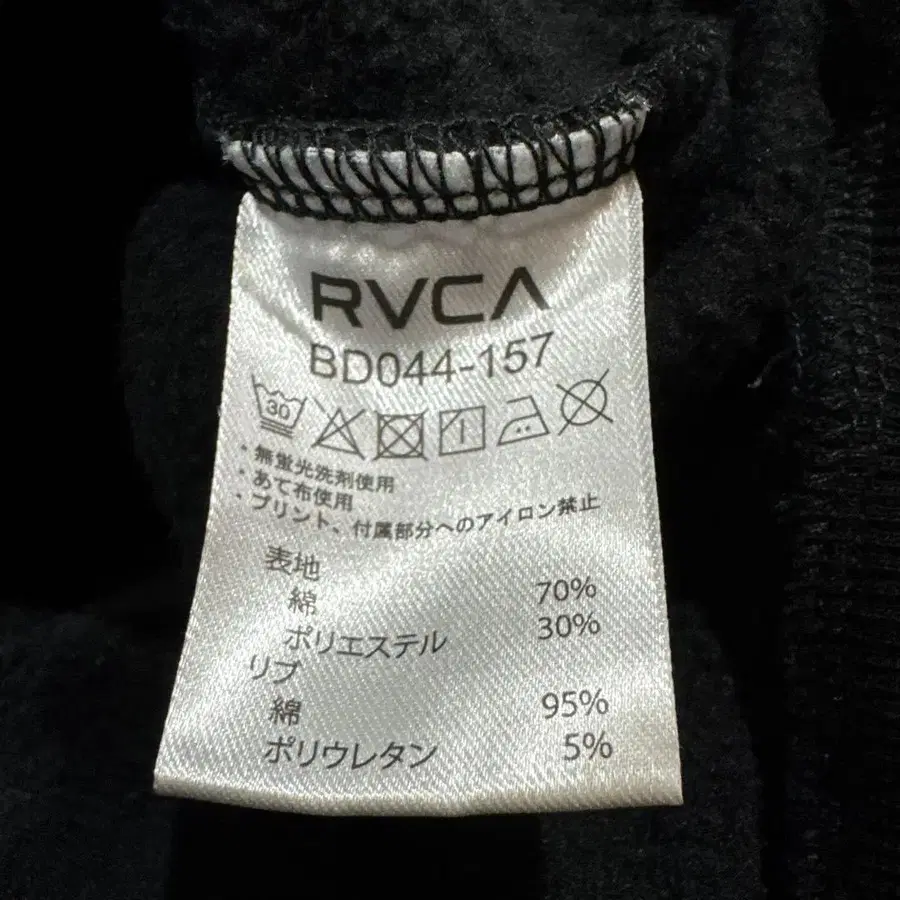 RVCA
BD044-157
30
・無蛍光洗剤使用
・あて布使用
・プリント、付属部分へのアイロン禁止
表地
綿 70%
ポリエステル 30%
リブ
綿 95%
ポリウレタン 5%